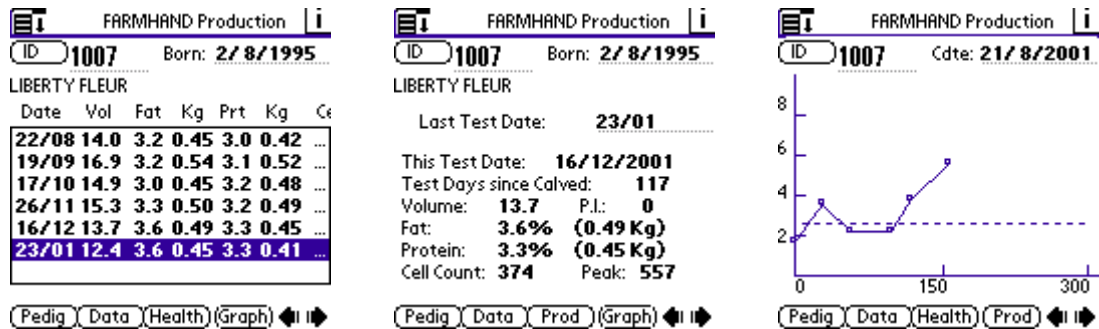 FARMHAND Production i
ID 1007 Born: 2/ 8/1995
LIBERTY FLEUR
Date Vol Fat Kg Prt Kg Ce
22/08 14.0 3.2 0.45 3.0 0.42 ...
19/09 16.9 3.2 0.54 3.1 0.52 ...
17/10 14.9 3.0 0.45 3.2 0.48 ...
26/11 15.3 3.3 0.50 3.2 0.49 ...
16/12 13.7 3.6 0.49 3.3 0.45 ...
23/01 12.4 3.6 0.45 3.3 0.41 ...
Pedig Data Health Graph
FARMHAND Production i
ID 1007 Born: 2/ 8/1995
LIBERTY FLEUR
Last Test Date: 23/01
This Test Date: 16/12/2001
Test Days since Calved: 117
Volume: 13.7 P.I.: 0
Fat: 3.6% (0.49 Kg)
Protein: 3.3% (0.45 Kg)
Cell Count: 374 Peak: 557
Pedig Data Prod Graph
FARMHAND Production i
ID 1007 Cdte: 21/ 8/2001
8
6
4
2
0 150 300
Pedig Data Health Prod